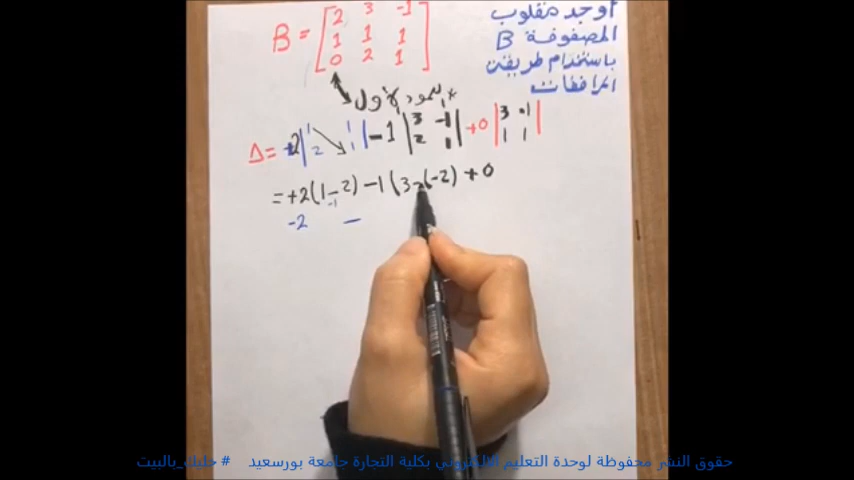 أوجد مقلوب
المصفوفة B
باستخدام طريقة
المرافقات
B = [2 3 -1
1 1 1
0 2 1]
* العمود الأول
Δ = +2 |1 1 2 1| -1 |3 -1 2 1| +0 |3 -1 1 1|
= +2(1-2) -1(3-(-2) +0
-1
-2 -
حقوق النشر محفوظة لوحدة التعليم الالكتروني بكلية التجارة جامعة بورسعيد # خليك_بالبيت